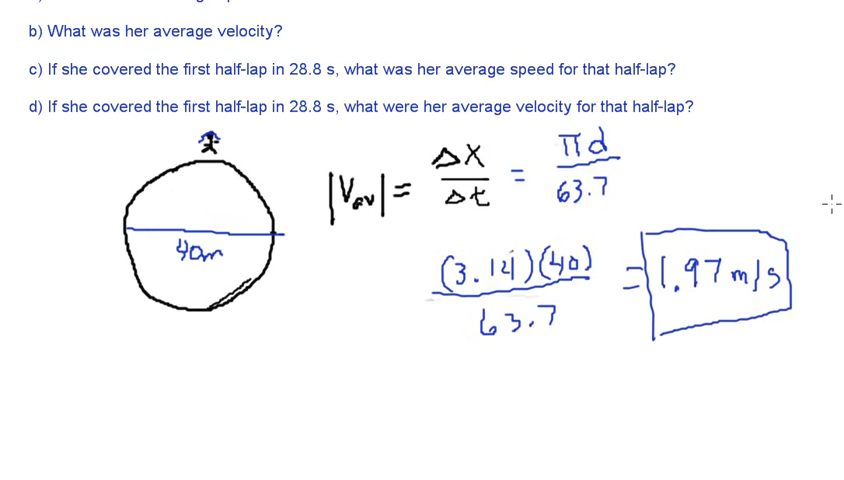 b) What was her average velocity?
c) If she covered the first half-lap in 28.8 s, what was her average speed for that half-lap?
d) If she covered the first half-lap in 28.8 s, what were her average velocity for that half-lap?
|Vav| = Δx/Δt = πd/63.7
40m
(3.14)(40)/63.7 = 1.97 m/s